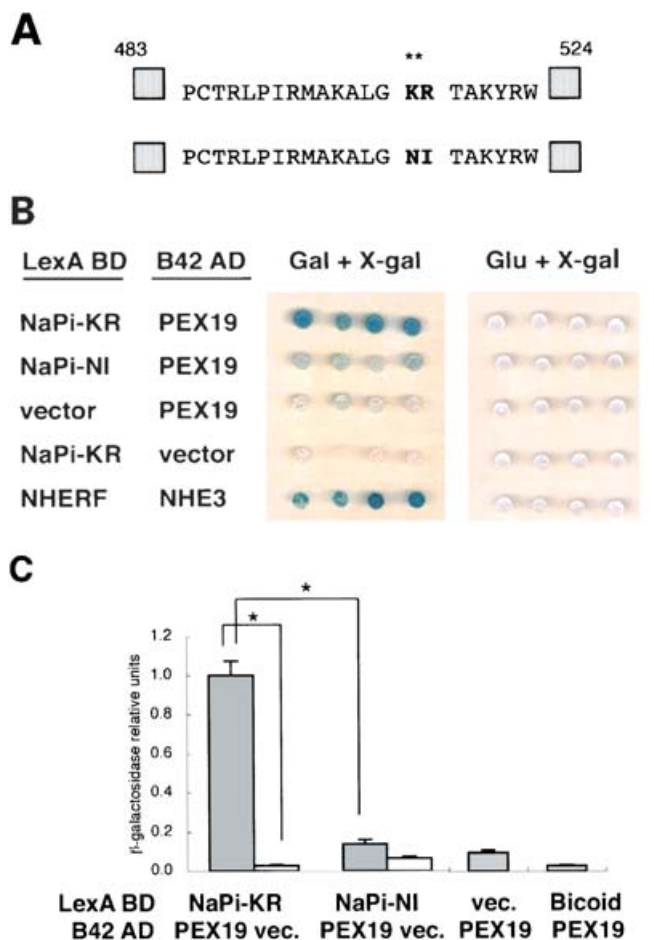 A
483 524
**
PCTRLPIRMAKALG KR TAKYRW
PCTRLPIRMAKALG NI TAKYRW
B
LexA BD B42 AD Gal + X-gal Glu + X-gal
NaPi-KR PEX19
NaPi-NI PEX19
vector PEX19
NaPi-KR vector
NHERF NHE3
C
*
*
β-galactosidase relative units
1.2
1.0
0.8
0.6
0.4
0.2
0.0
LexA BD NaPi-KR NaPi-NI vec. Bicoid
B42 AD PEX19 vec. PEX19 vec. PEX19 PEX19